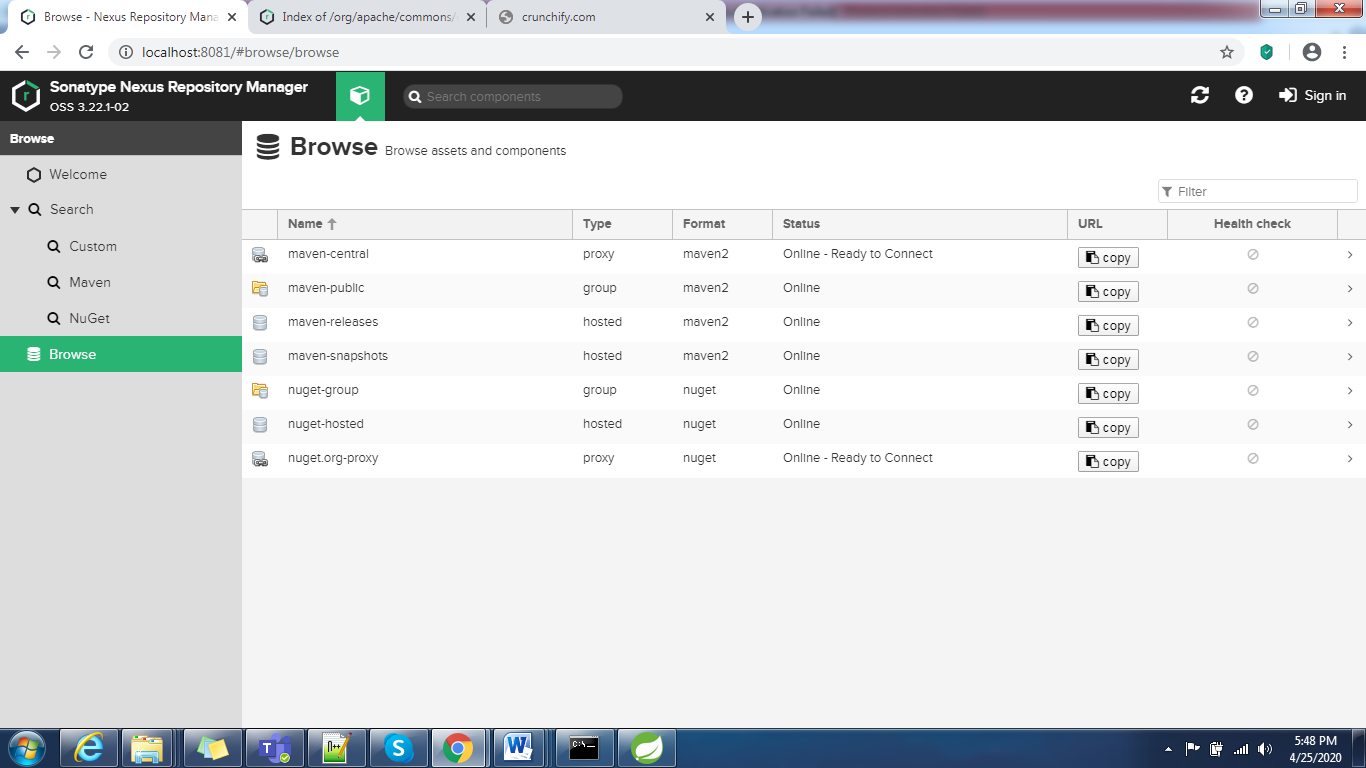 Browse - Nexus Repository Mana
Index of /org/apache/commons/
crunchify.com
localhost:8081/#browse/browse
Sonatype Nexus Repository Manager
OSS 3.22.1-02
Search components
Sign in
Browse
Welcome
Search
Custom
Maven
NuGet
Browse
Browse Browse assets and components
Filter
Name Type Format Status URL Health check
maven-central proxy maven2 Online - Ready to Connect copy
maven-public group maven2 Online copy
maven-releases hosted maven2 Online copy
maven-snapshots hosted maven2 Online copy
nuget-group group nuget Online copy
nuget-hosted hosted nuget Online copy
nuget.org-proxy proxy nuget Online - Ready to Connect copy
5:48 PM
4/25/2020